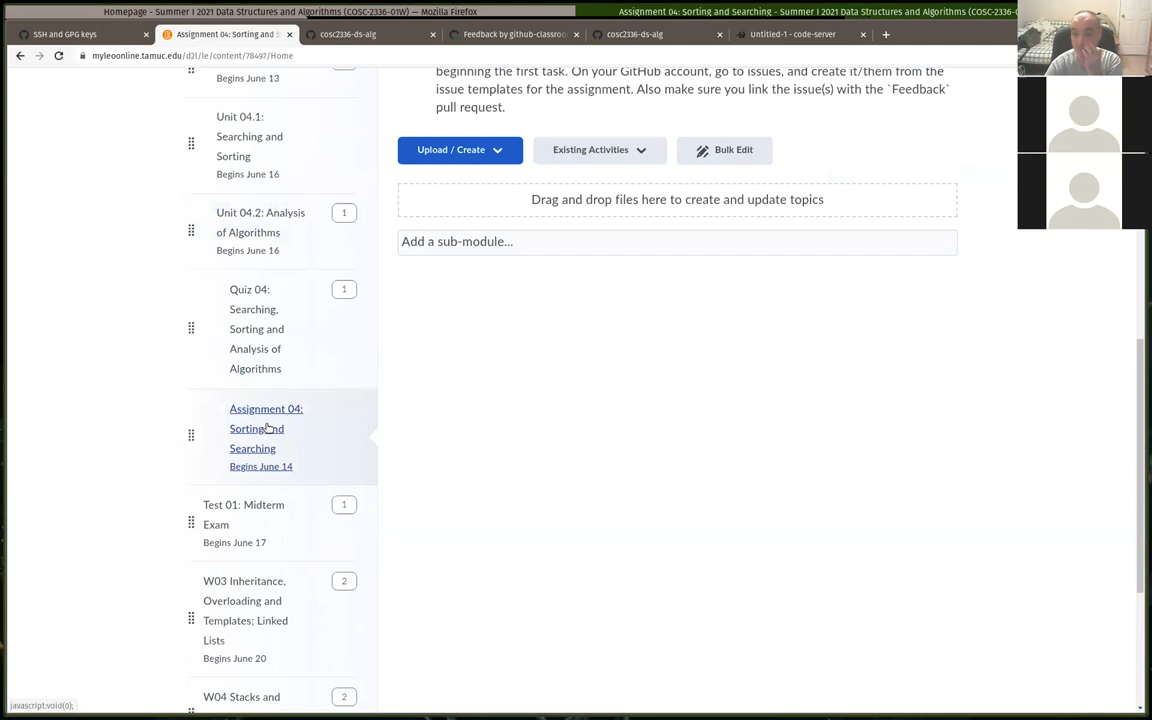 Homepage - Summer I 2021 Data Structures and Algorithms (COSC-2336-01W) — Mozilla Firefox
Assignment 04: Sorting and Searching - Summer I 2021 Data Structures and Algorithms (COSC-2336-0
SSH and GPG keys
Assignment 04: Sorting and S
cosc2336-ds-alg
Feedback by github-classroo
cosc2336-ds-alg
Untitled-1 - code-server
myleoonline.tamuc.edu/d2l/le/content/78497/Home
Begins June 13
Unit 04.1:
Searching and
Sorting
Begins June 16
Unit 04.2: Analysis
of Algorithms
Begins June 16
1
Quiz 04:
Searching,
Sorting and
Analysis of
Algorithms
1
Assignment 04:
Sorting and
Searching
Begins June 14
Test 01: Midterm
Exam
Begins June 17
1
W03 Inheritance,
Overloading and
Templates; Linked
Lists
Begins June 20
2
W04 Stacks and
2
beginning the first task. On your GitHub account, go to issues, and create it/them from the
issue templates for the assignment. Also make sure you link the issue(s) with the `Feedback`
pull request.
Upload / Create
Existing Activities
Bulk Edit
Drag and drop files here to create and update topics
Add a sub-module...
javascript:void(0);